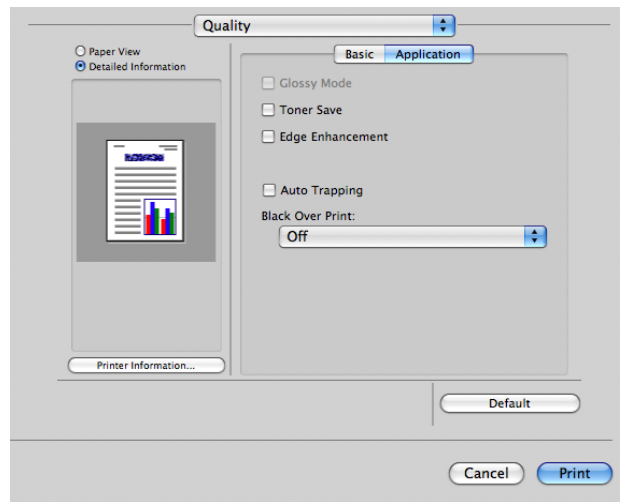 Quality
Paper View
Detailed Information
Basic Application
Glossy Mode
Toner Save
Edge Enhancement
Auto Trapping
Black Over Print:
Off
Printer Information...
Default
Cancel Print